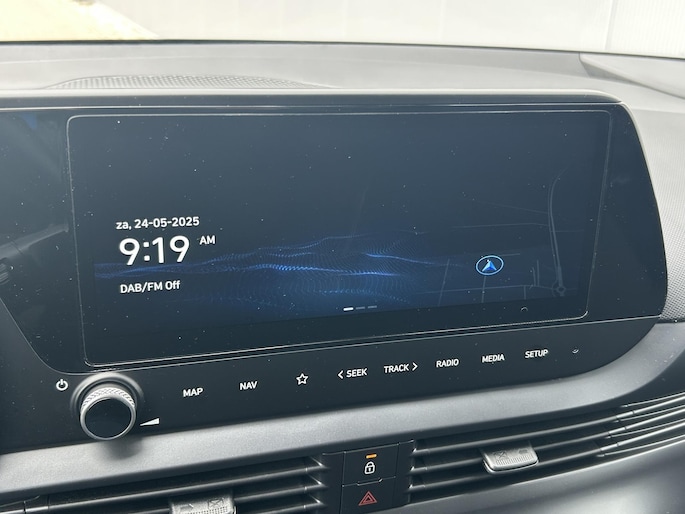 za, 24-05-2025
9:19 AM
DAB/FM Off
MAP NAV < SEEK TRACK > RADIO MEDIA SETUP